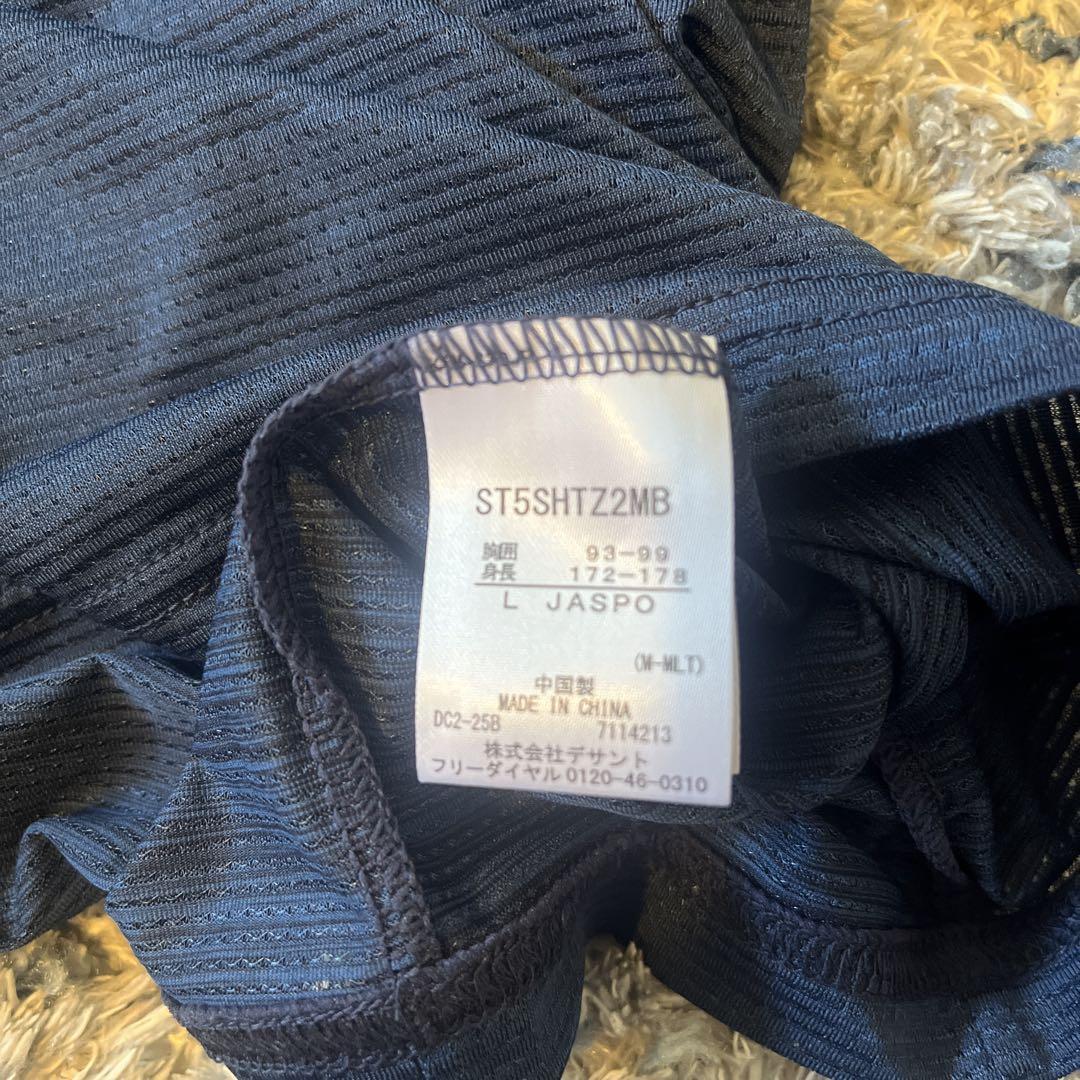 ST5SHTZ2MB
胸囲 93-99
身長 172-178
L JASPO
(M-MLT)
中国製
MADE IN CHINA
DC2-25B 7114213
株式会社デサント
フリーダイヤル 0120-46-0310